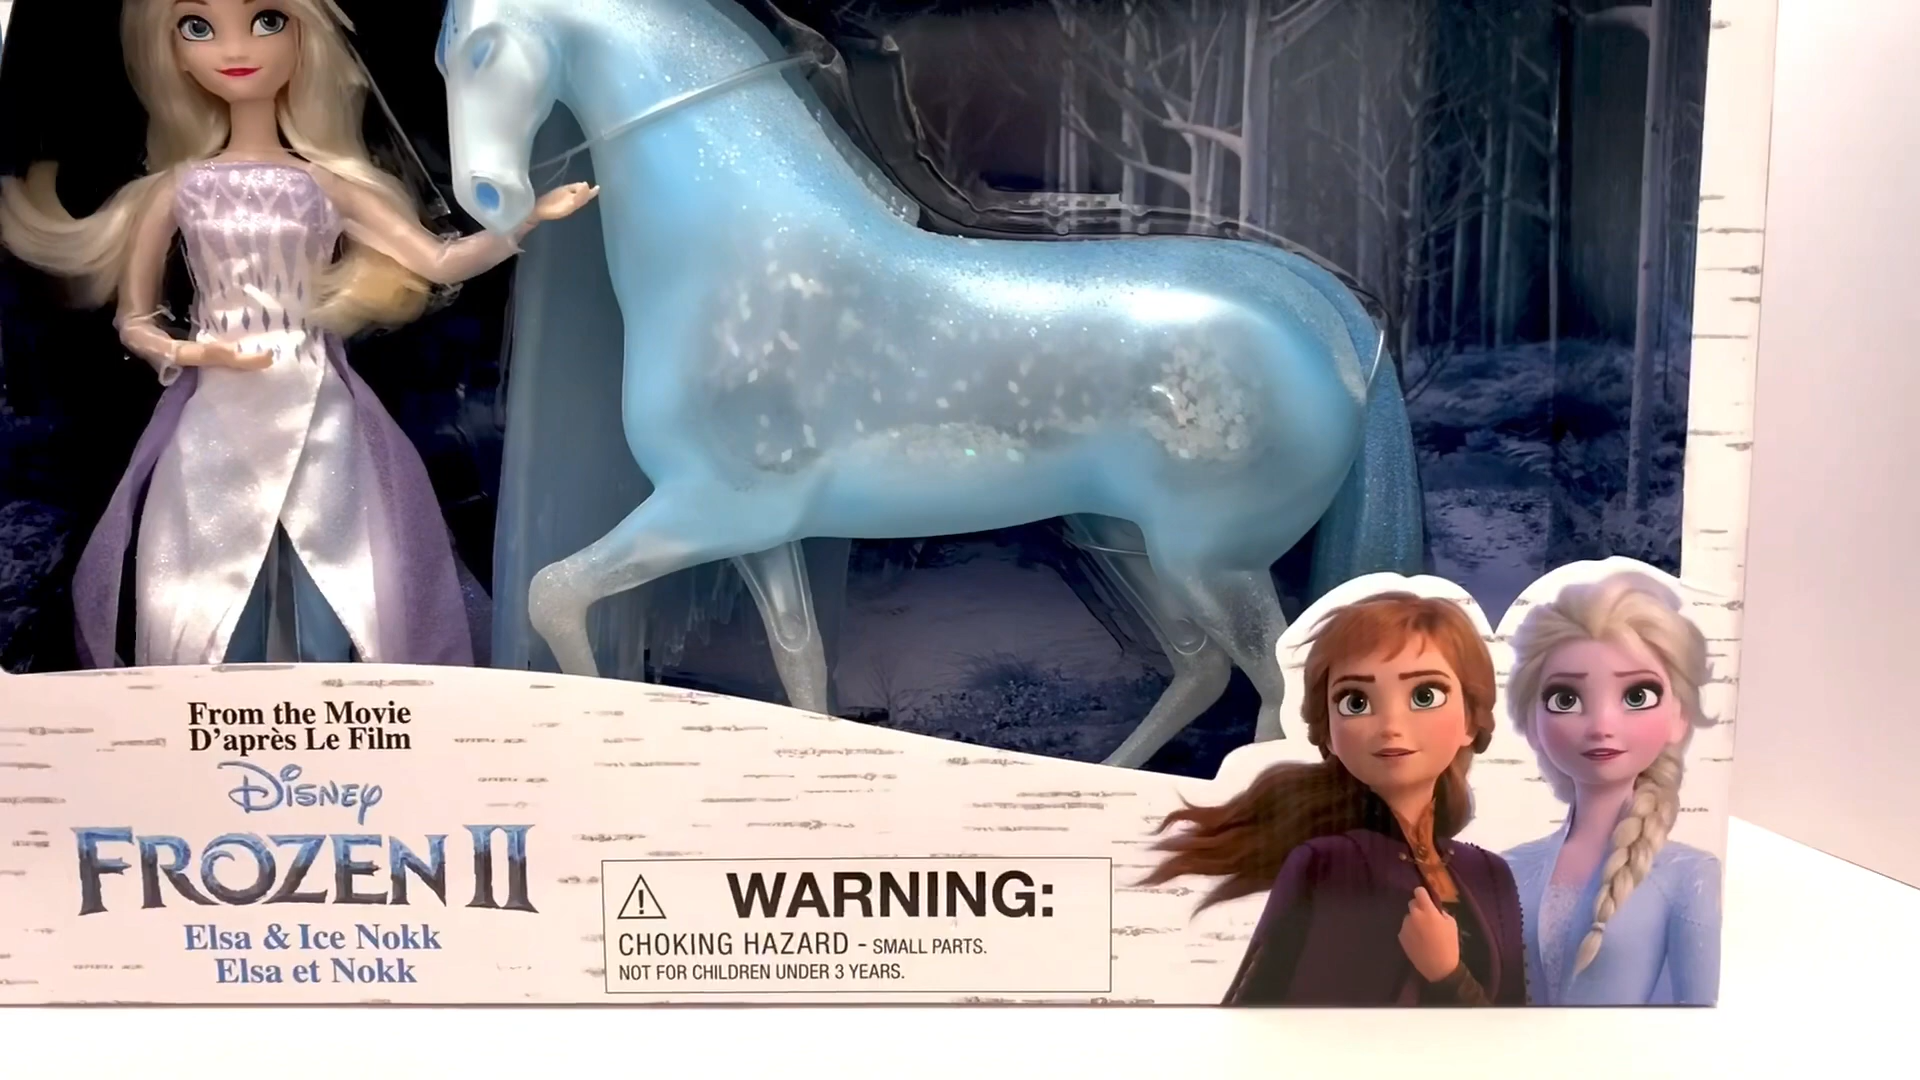 From the Movie
D'après Le Film
Disney
FROZEN II
Elsa & Ice Nokk
Elsa et Nokk
WARNING:
CHOKING HAZARD - SMALL PARTS.
NOT FOR CHILDREN UNDER 3 YEARS.